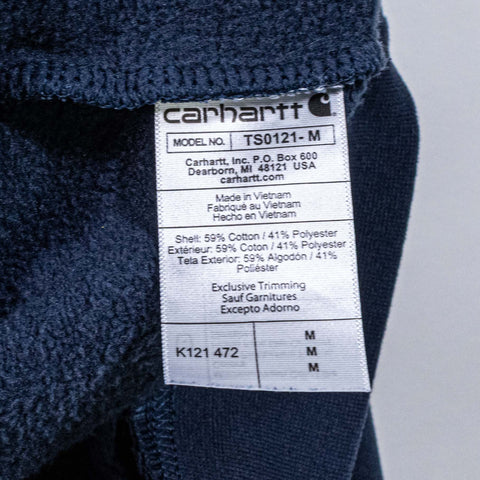 carhartt
MODEL NO. TS0121-M
Carhartt, Inc. P.O. Box 600
Dearborn, MI 48121 USA
carhartt.com
Made in Vietnam
Fabriqué au Vietnam
Hecho en Vietnam
Shell: 59% Cotton / 41% Polyester
Extérieur: 59% Coton / 41% Polyester
Teta Exterior: 59% Algodón / 41%
Poliéster
Exclusive Trimming
Sauf Garnitures
Excepto Adorno
K121 472
M
M
M